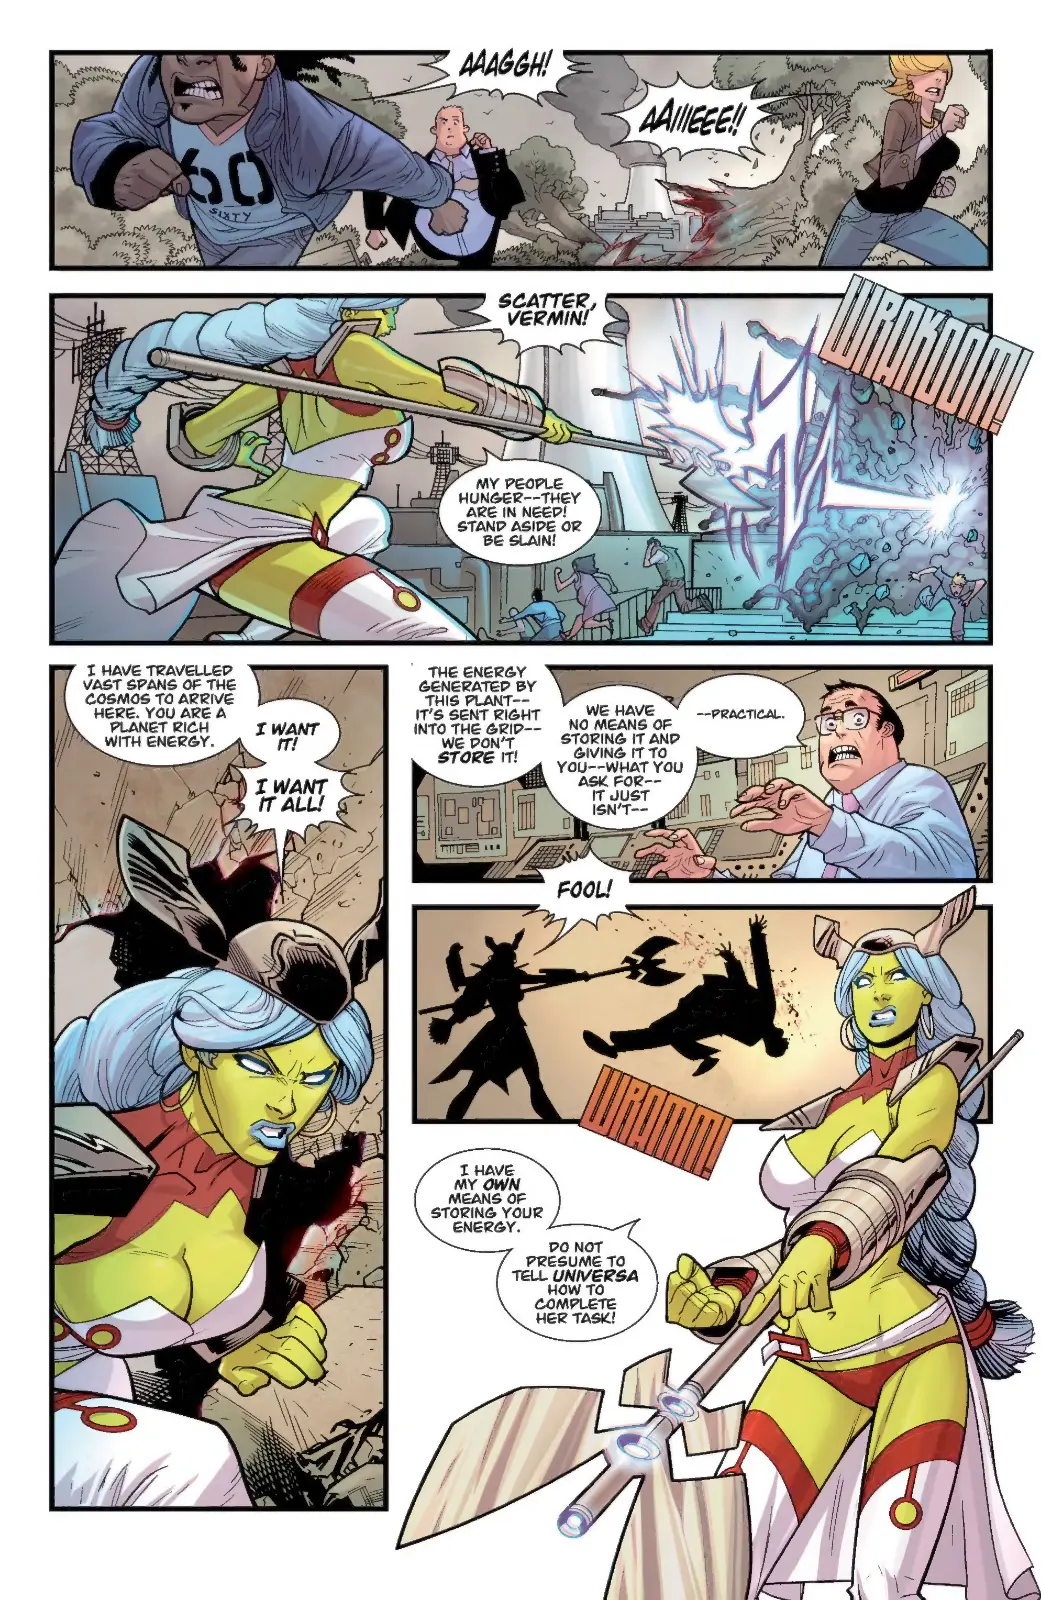 AAAGGH!
AAIIIEEE!!
60
SIXTY
SCATTER,
VERMIN!
WRAKOOM!
MY PEOPLE
HUNGER--THEY
ARE IN NEED!
STAND ASIDE OR
BE SLAIN!
I HAVE TRAVELLED
VAST SPANS OF THE
COSMOS TO ARRIVE
HERE. YOU ARE A
PLANET RICH
WITH ENERGY.
I WANT
IT!
I WANT
IT ALL!
THE ENERGY
GENERATED BY
THIS PLANT--
IT'S SENT RIGHT
INTO THE GRID--
WE DON'T
STORE IT!
WE HAVE
NO MEANS OF
STORING IT AND
GIVING IT TO
YOU--WHAT YOU
ASK FOR--
IT JUST
ISN'T--
--PRACTICAL.
FOOL!
WRAMM!
I HAVE
MY OWN
MEANS OF
STORING YOUR
ENERGY.
DO NOT
PRESUME TO
TELL UNIVERSA
HOW TO
COMPLETE
HER TASK!